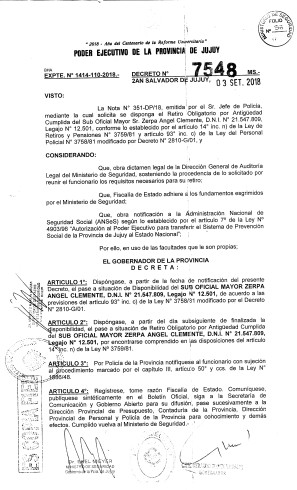 "2018 - Año del Centenario de la Reforma Universitaria"
PODER EJECUTIVO DE LA PROVINCIA DE JUJUY
EXPTE. Nº 1414-110-2018.-
DECRETO Nº 7548 MS.-
SAN SALVADOR DE JUJUY, 03 SET. 2018
VISTO:
La Nota Nº 351-DP/18, emitida por el Sr. Jefe de Policía,
mediante la cual solicita se disponga el Retiro Obligatorio por Antigüedad
Cumplida del Sub Oficial Mayor Sr. Zerpa Angel Clemente, D.N.I. Nº 21.547.809,
Legajo Nº 12.501, conforme lo establecido por el artículo 14° inc. n) de la Ley de
Retiros y Pensiones Nº 3759/81 y artículo 93° inc. n) de la Ley del Personal
Policial Nº 3758/81 modificado por Decreto Nº 2810-G/01, y
CONSIDERANDO:
Que, obra dictamen legal de la Dirección General de Auditoría
Legal del Ministerio de Seguridad, sosteniendo la procedencia de lo solicitado por
reunir el funcionario los requisitos necesarios para su retiro;
Que, Fiscalía de Estado adhiere a los fundamentos esgrimidos
por el Ministerio de Seguridad;
Que, obra notificación a la Administración Nacional de
Seguridad Social (ANSeS) según lo establecido por el artículo 7° de la Ley Nº
4903/96 "Autorización al Poder Ejecutivo para transferir el Sistema de Previsión
Social de la Provincia de Jujuy al Estado Nacional";
Por ello, en uso de las facultades que le son propias;
EL GOBERNADOR DE LA PROVINCIA
D E C R E T A :
ARTICULO 1°: Dispóngase, a partir de la fecha de notificación del presente
Decreto, el pase a situación de Disponibilidad del SUB OFICIAL MAYOR ZERPA
ANGEL CLEMENTE, D.N.I. Nº 21.547.809, Legajo Nº 12.501, de acuerdo a las
previsiones del artículo 93° inc. n) de la Ley Nº 3758/81 modificado por el Decreto
Nº 2810-G/01.
ARTICULO 2°: Dispóngase, a partir del día subsiguiente de finalizada la
disponibilidad, el pase a situación de Retiro Obligatorio por Antigüedad Cumplida
del SUB OFICIAL MAYOR ZERPA ANGEL CLEMENTE, D.N.I. Nº 21.547.809,
Legajo Nº 12.501, por encontrarse comprendido en las disposiciones del artículo
14° inc. n) de la Ley Nº 3759/81.
ARTICULO 3°: Por Policía de la Provincia notifíquese al funcionario con sujeción
al procedimiento marcado por el capítulo III, artículo 50° y ccs. de la Ley Nº
1886/48.
ARTICULO 4°: Regístrese, tome razón Fiscalía de Estado. Comuníquese,
publíquese sintéticamente en el Boletín Oficial, siga a la Secretaría de
Comunicación y Gobierno Abierto para su difusión, pase sucesivamente a la
Dirección Provincial de Presupuesto, Contaduría de la Provincia, Dirección
Provincial de Personal y Policía de la Provincia para conocimiento y demás
efectos. Cumplido vuelva al Ministerio de Seguridad.-
MEYER